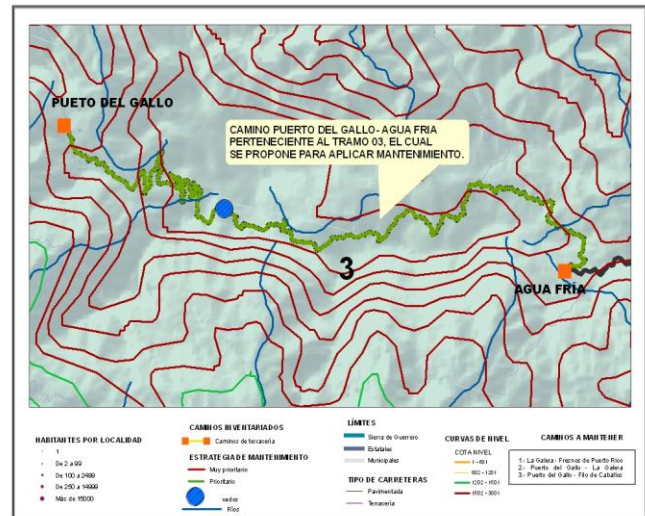 PUETO DEL GALLO
CAMINO PUERTO DEL GALLO- AGUA FRIA
PERTENECIENTE AL TRAMO 03, EL CUAL
SE PROPONE PARA APLICAR MANTENIMIENTO.
3
AGUA FRÍA
HABITANTES POR LOCALIDAD
1
De 2 a 99
De 100 a 2499
De 250 a 14999
Más de 15000
CAMINOS INVENTARIADOS
Caminos de terracería
ESTRATEGIA DE MANTENIMIENTO
Muy prioritario
Prioritario
vados
Ríos
LÍMITES
Sierra de Guerrero
Estatales
Municipales
TIPO DE CARRETERAS
Pavimentada
Terracería
CURVAS DE NIVEL
COTA NIVEL
CAMINOS A MANTENER
1.- La Galera - Fresnos de Puerto Rico
2.- Puerto del Gallo - La Galera
3.- Puerto del Gallo - Filo de Caballos